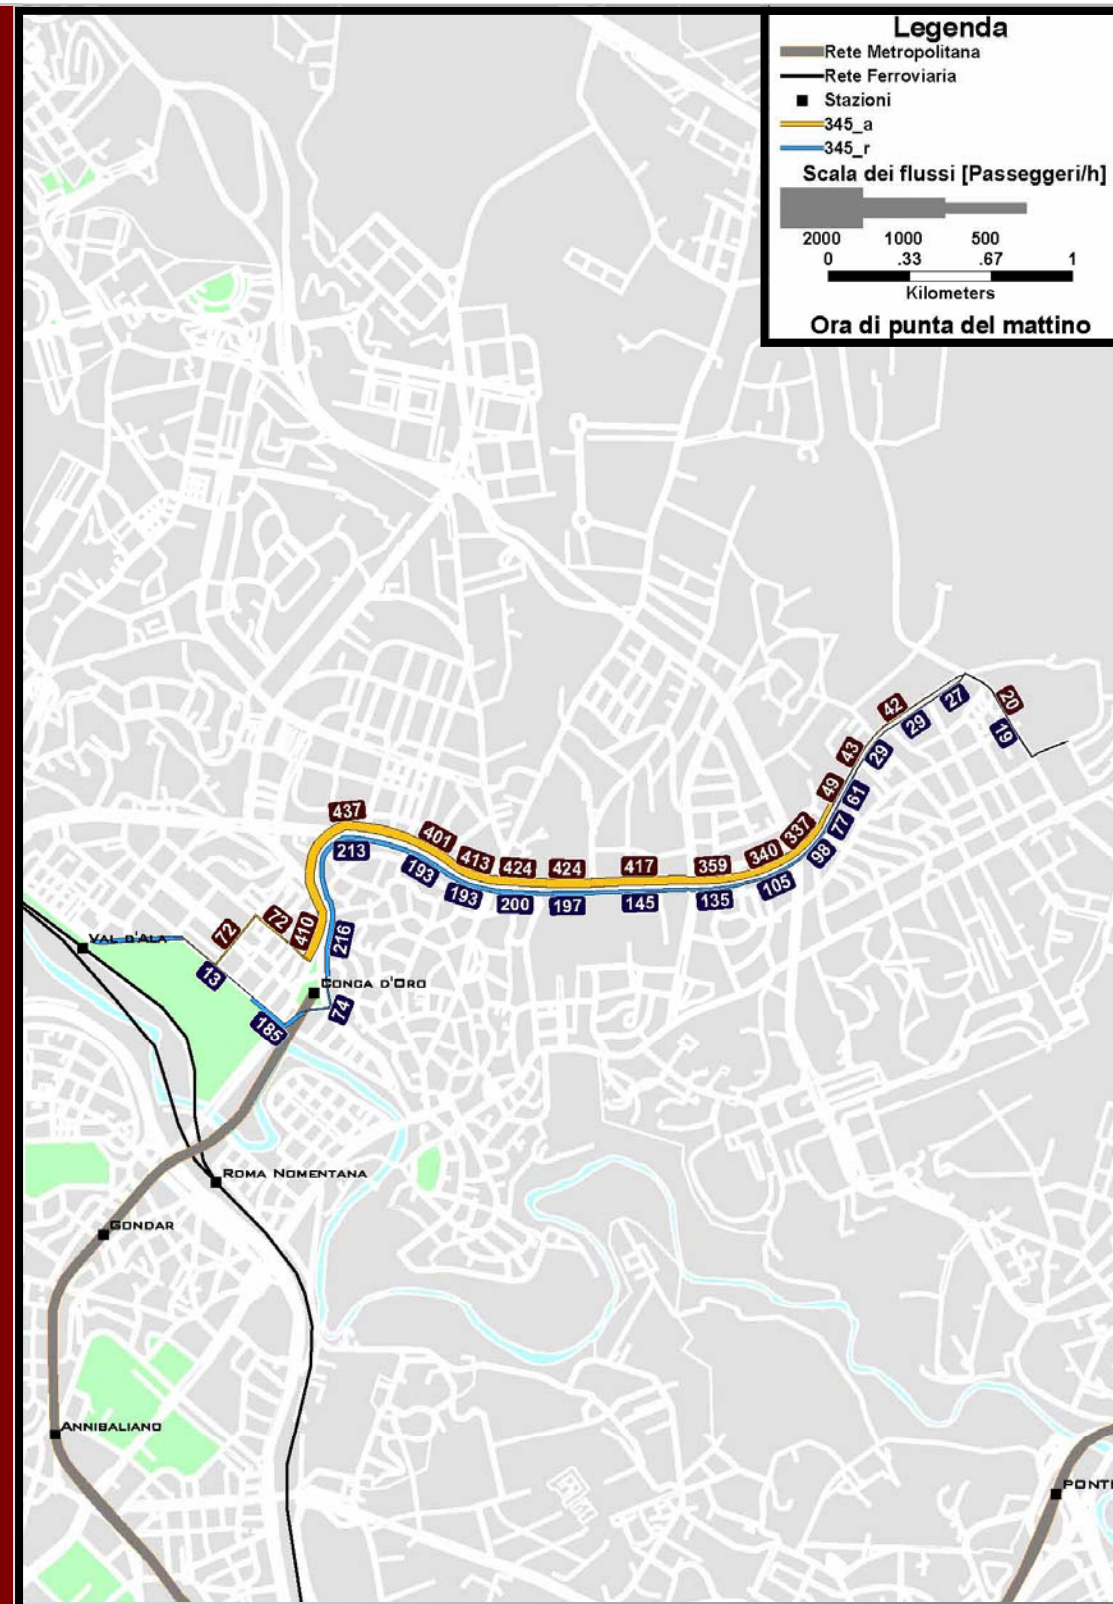 Legenda
Rete Metropolitana
Rete Ferroviaria
Stazioni
345_a
345_r
Scala dei flussi [Passeggeri/h]
2000 1000 500
0 .33 .67 1
Kilometers
Ora di punta del mattino
20
27
42
29
19
43
29
49
61
77
437
337
98
401
340
213
413
424
424
417
359
193
105
193
200
197
145
135
72
72
410
216
VAL D'ALA
13
CONCA D'ORO
74
185
ROMA NOMENTANA
GONDAR
ANNIBALIANO
PONT